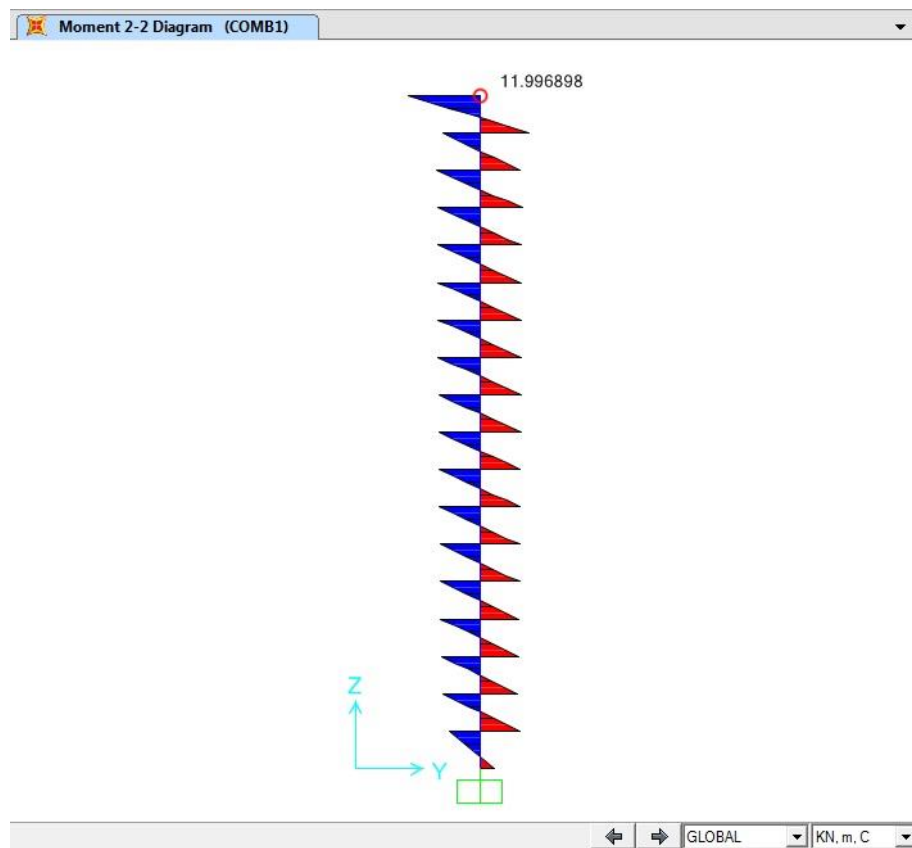 Moment 2-2 Diagram (COMB1)
11.996898
Z
Y
GLOBAL
KN, m, C